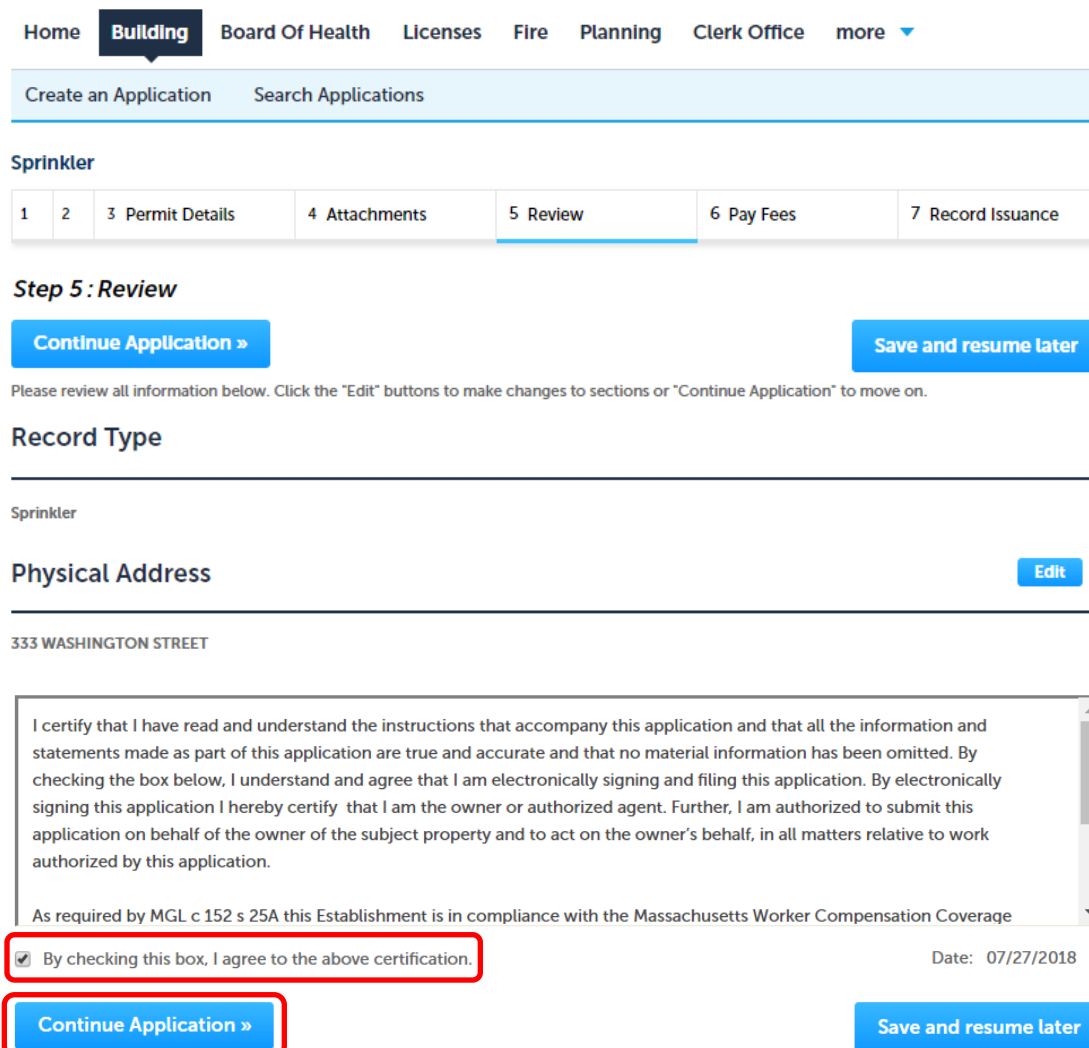 Home Building Board Of Health Licenses Fire Planning Clerk Office more
Create an Application Search Applications
Sprinkler
1 2 3 Permit Details 4 Attachments 5 Review 6 Pay Fees 7 Record Issuance
Step 5 : Review
Continue Application » Save and resume later
Please review all information below. Click the "Edit" buttons to make changes to sections or "Continue Application" to move on.
Record Type
Sprinkler
Physical Address Edit
333 WASHINGTON STREET
I certify that I have read and understand the instructions that accompany this application and that all the information and
statements made as part of this application are true and accurate and that no material information has been omitted. By
checking the box below, I understand and agree that I am electronically signing and filing this application. By electronically
signing this application I hereby certify that I am the owner or authorized agent. Further, I am authorized to submit this
application on behalf of the owner of the subject property and to act on the owner's behalf, in all matters relative to work
authorized by this application.
As required by MGL c 152 s 25A this Establishment is in compliance with the Massachusetts Worker Compensation Coverage
By checking this box, I agree to the above certification. Date: 07/27/2018
Continue Application » Save and resume later